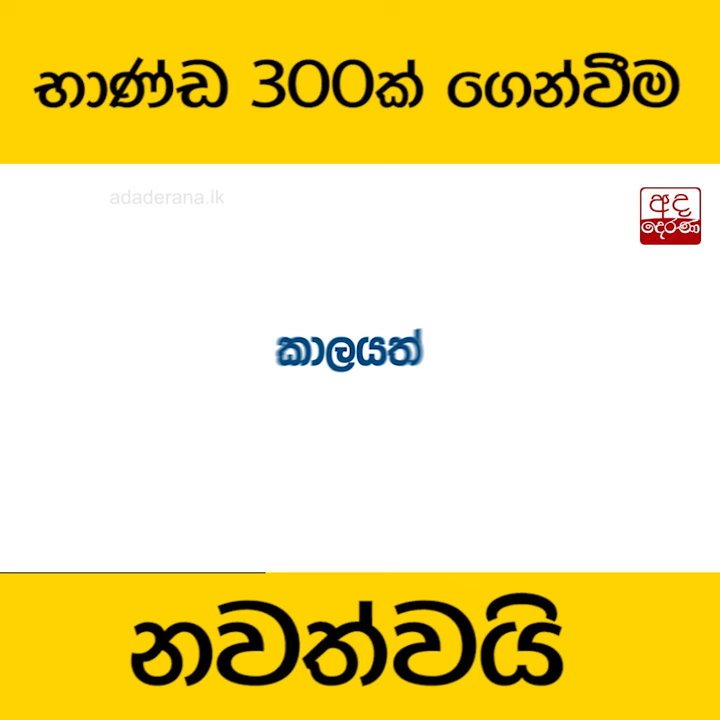 භාණ්ඩ 300ක් ගෙන්වීම
adaderana.lk
අද
දෙරණ
කාලයත්
නවත්වයි